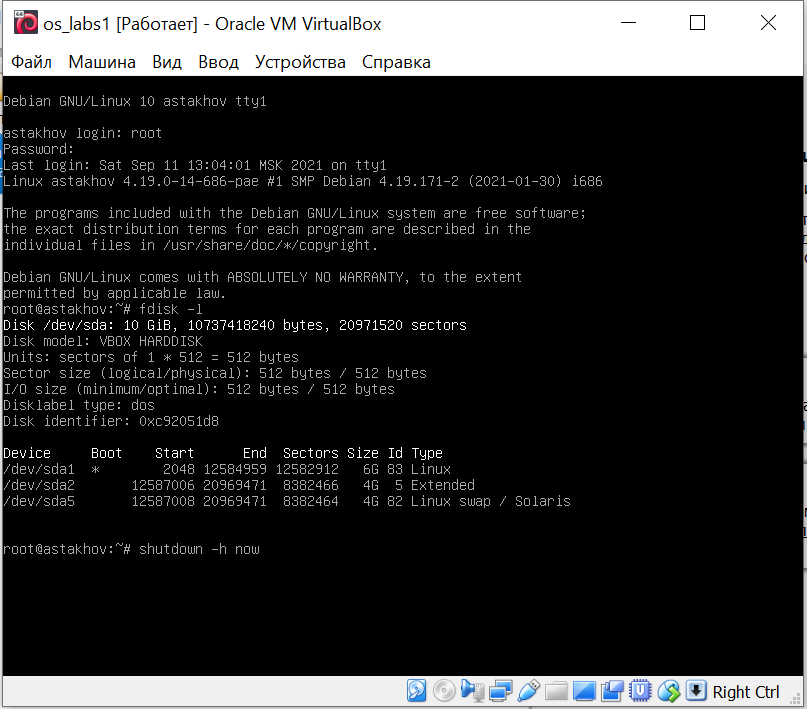 os_labs1 [Работает] - Oracle VM VirtualBox
Файл Машина Вид Ввод Устройства Справка
Debian GNU/Linux 10 astakhov tty1
astakhov login: root
Password:
Last login: Sat Sep 11 13:04:01 MSK 2021 on tty1
Linux astakhov 4.19.0-14-686-pae #1 SMP Debian 4.19.171-2 (2021-01-30) i686
The programs included with the Debian GNU/Linux system are free software;
the exact distribution terms for each program are described in the
individual files in /usr/share/doc/*/copyright.
Debian GNU/Linux comes with ABSOLUTELY NO WARRANTY, to the extent
permitted by applicable law.
root@astakhov:~# fdisk -l
Disk /dev/sda: 10 GiB, 10737418240 bytes, 20971520 sectors
Disk model: VBOX HARDDISK
Units: sectors of 1 * 512 = 512 bytes
Sector size (logical/physical): 512 bytes / 512 bytes
I/O size (minimum/optimal): 512 bytes / 512 bytes
Disklabel type: dos
Disk identifier: 0xc92051d8
Device     Boot    Start      End  Sectors Size Id Type
/dev/sda1  *        2048 12584959 12582912   6G 83 Linux
/dev/sda2       12587006 20969471  8382466   4G  5 Extended
/dev/sda5       12587008 20969471  8382464   4G 82 Linux swap / Solaris
root@astakhov:~# shutdown -h now
Right Ctrl